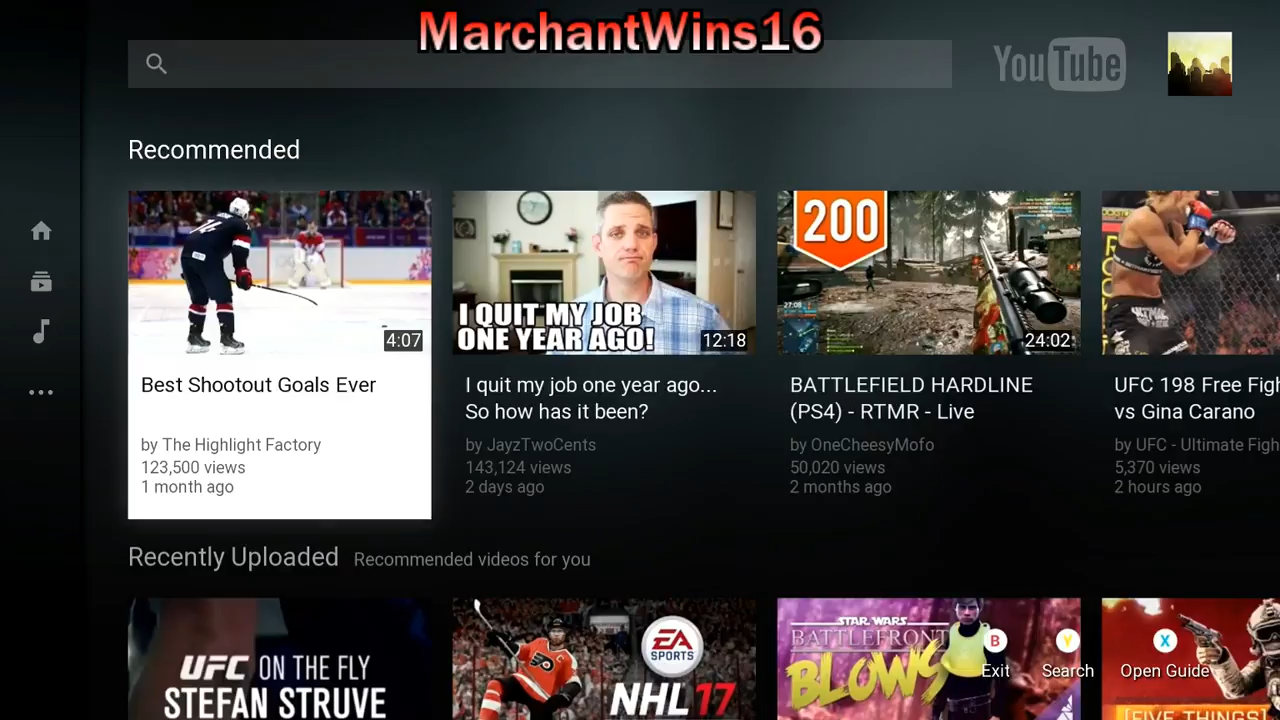 MarchantWins16
YouTube
Recommended
200
27:08
I QUIT MY JOB
ONE YEAR AGO!
4:07
12:18
24:02
Best Shootout Goals Ever
by The Highlight Factory
123,500 views
1 month ago
I quit my job one year ago...
So how has it been?
by JayzTwoCents
143,124 views
2 days ago
BATTLEFIELD HARDLINE
(PS4) - RTMR - Live
by OneCheesyMofo
50,020 views
2 months ago
UFC 198 Free Figh
vs Gina Carano
by UFC - Ultimate Figh
5,370 views
2 hours ago
Recently Uploaded Recommended videos for you
UFC ON THE FLY
STEFAN STRUVE
EA
SPORTS
NHL 17
STAR WARS
BATTLEFRONT
BLOWS
B Y X
Exit Search Open Guide
[FIVE THINGS]